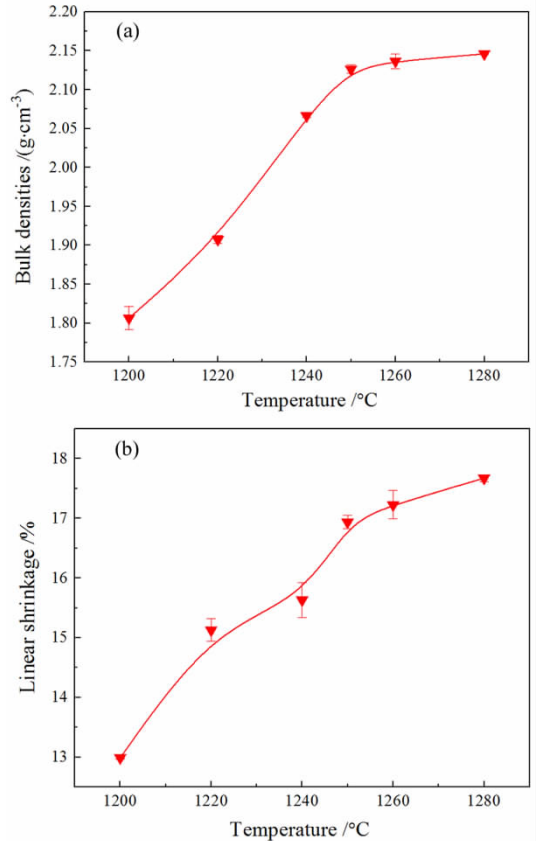 (a)
2.20
2.15
2.10
2.05
2.00
1.95
1.90
1.85
1.80
1.75
Bulk densities /(g·cm⁻³)
1200 1220 1240 1260 1280
Temperature /°C
(b)
18
17
16
15
14
13
Linear shrinkage /%
1200 1220 1240 1260 1280
Temperature /°C